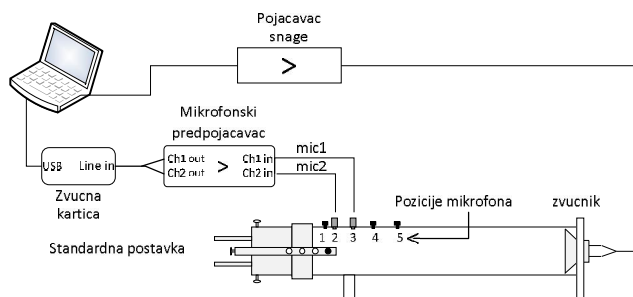 Pojacavac
snage
>
Mikrofonski
predpojacavac
mic1
mic2
USB Line in
Ch1 out > Ch1 in
Ch2 out Ch2 in
Zvucna
kartica
Pozicije mikrofona
zvucnik
1 2 3 4 5
Standardna postavka